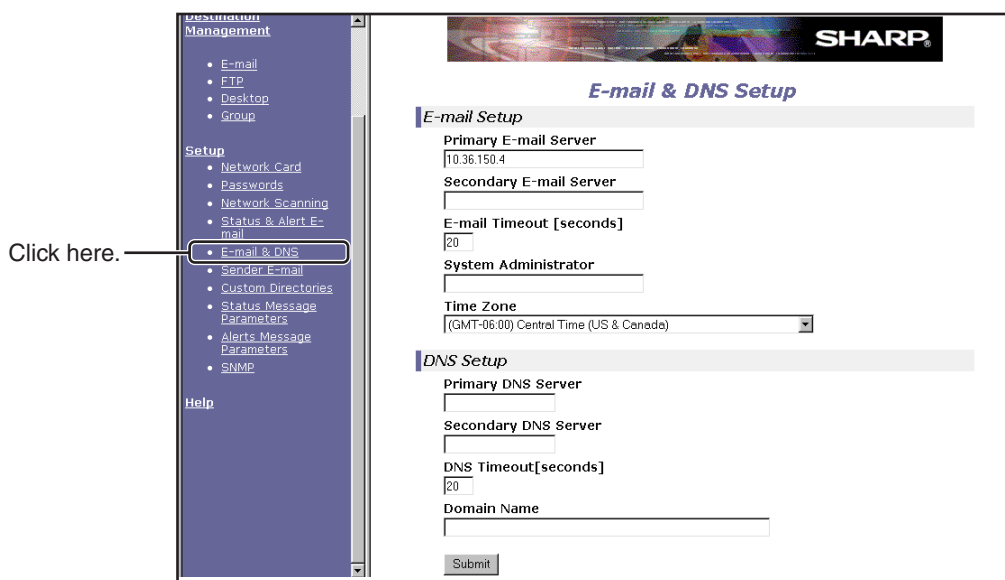 Destination
Management
E-mail
FTP
Desktop
Group
Setup
Network Card
Passwords
Network Scanning
Status & Alert E-
mail
E-mail & DNS
Sender E-mail
Custom Directories
Status Message
Parameters
Alerts Message
Parameters
SNMP
Help
Click here.
SHARP®
E-mail & DNS Setup
E-mail Setup
Primary E-mail Server
10.36.150.4
Secondary E-mail Server
E-mail Timeout [seconds]
20
System Administrator
Time Zone
(GMT-06:00) Central Time (US & Canada)
DNS Setup
Primary DNS Server
Secondary DNS Server
DNS Timeout[seconds]
20
Domain Name
Submit